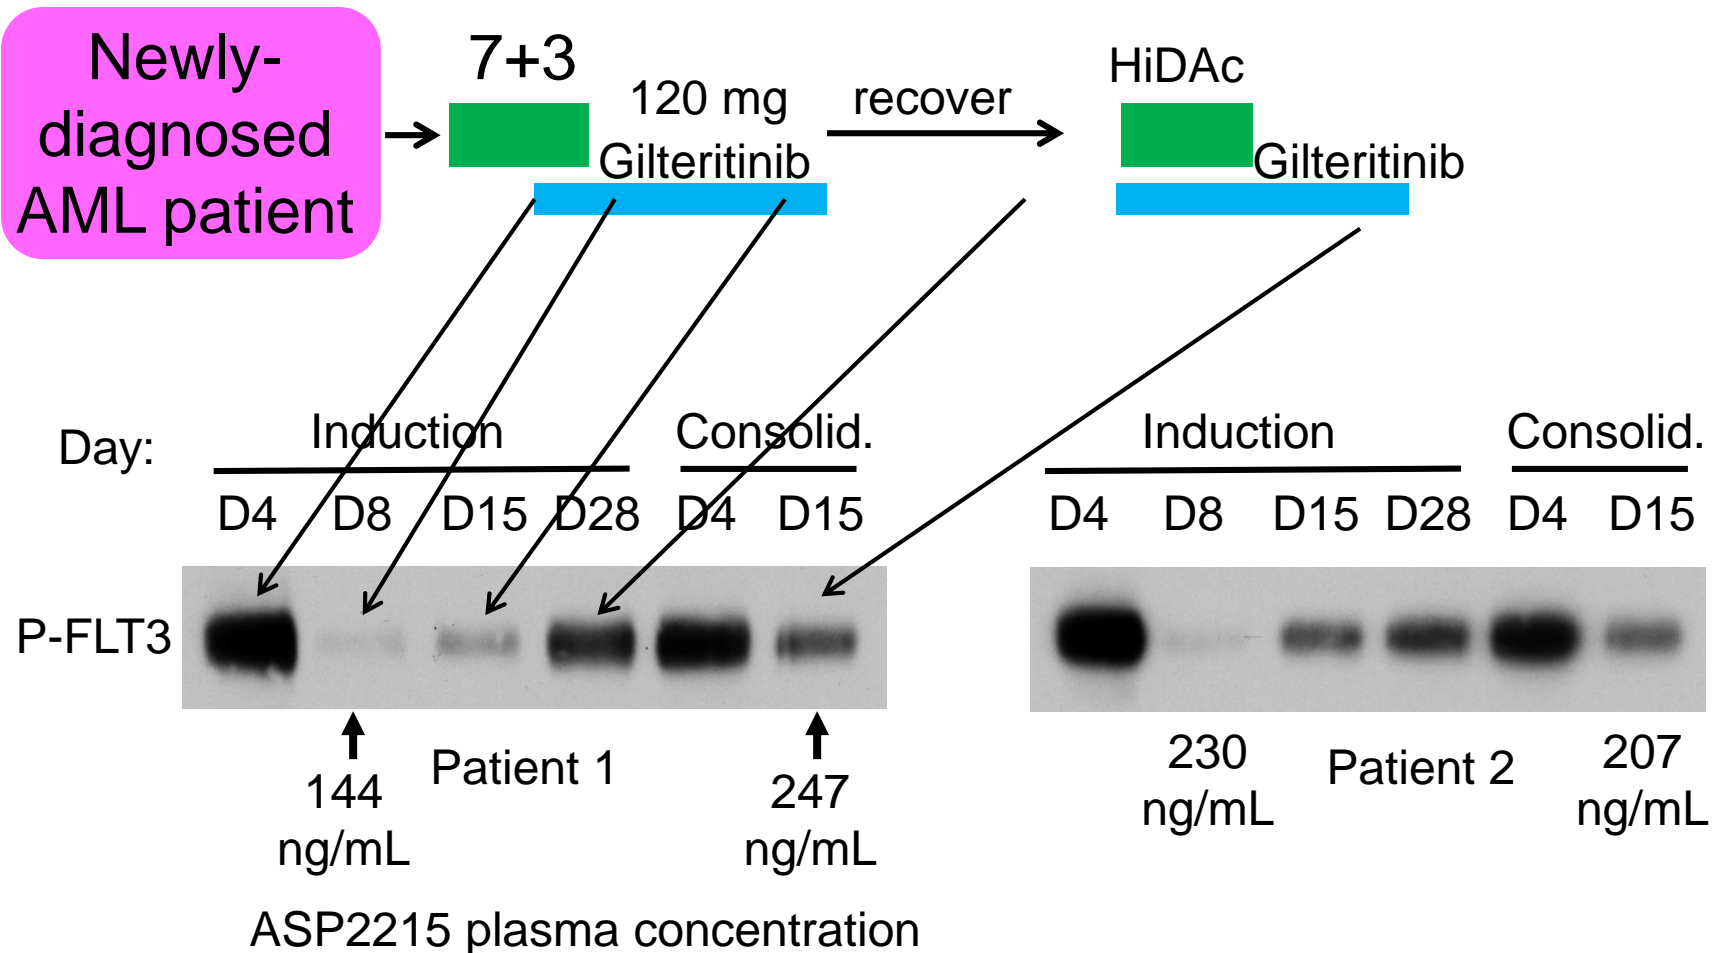 Newly-
diagnosed
AML patient
7+3
120 mg
Gilteritinib
recover
HiDAc
Gilteritinib
Day:
Induction
Consolid.
D4 D8 D15 D28 D4 D15
Induction
Consolid.
D4 D8 D15 D28 D4 D15
P-FLT3
144
ng/mL
Patient 1
247
ng/mL
230
ng/mL
Patient 2
207
ng/mL
ASP2215 plasma concentration